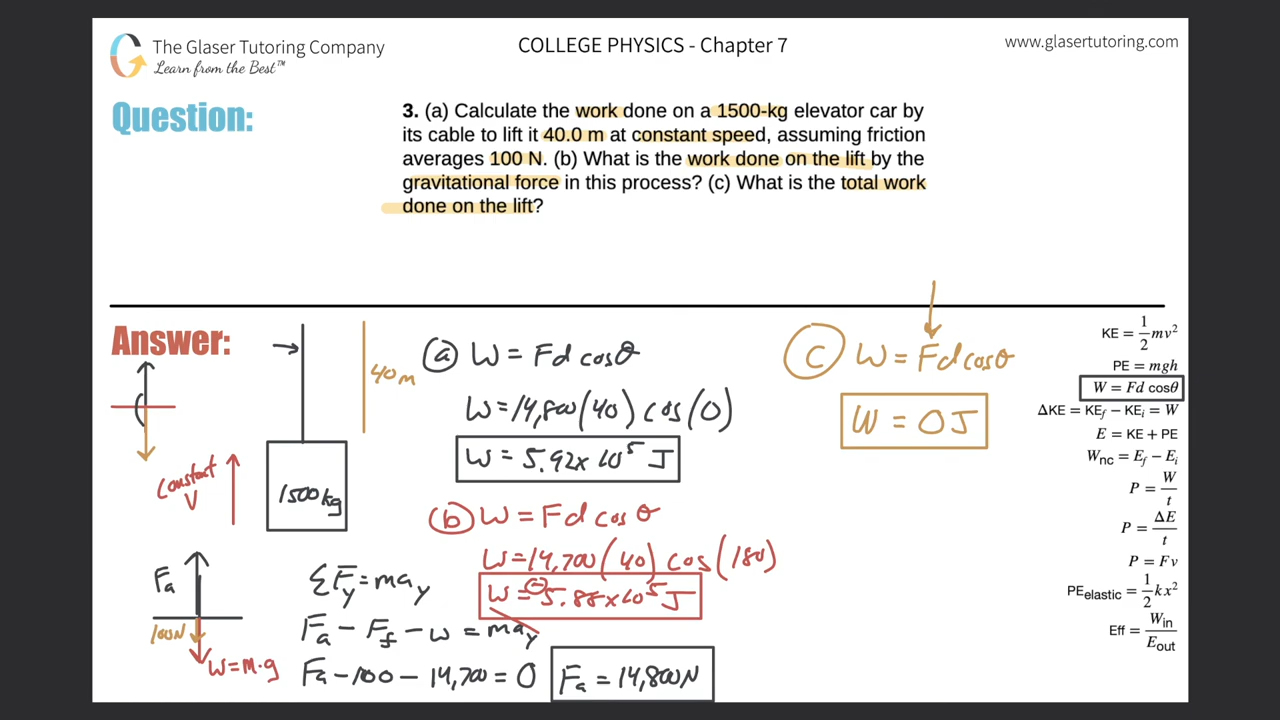 The Glaser Tutoring Company
Learn from the Best™
COLLEGE PHYSICS - Chapter 7
www.glasertutoring.com
Question:
3. (a) Calculate the work done on a 1500-kg elevator car by
its cable to lift it 40.0 m at constant speed, assuming friction
averages 100 N. (b) What is the work done on the lift by the
gravitational force in this process? (c) What is the total work
done on the lift?
Answer:
40m
constant
V
1500kg
Fa
100N
W=m·g
ΣFy=may
Fa - Ff - w = may
Fa - 100 - 14,700 = 0
Fa = 14,800N
(a) W = Fd cosθ
W=14,800(40) cos(0)
W = 5.92x10^5 J
(b) W = Fd cosθ
W=14,700(40) cos(180)
W = -5.88x10^5 J
(c) W = Fd cosθ
W = 0J
KE = 1/2 mv²
PE = mgh
W = Fd cosθ
ΔKE = KEf − KEi = W
E = KE + PE
Wnc = Ef − Ei
P = W/t
P = ΔE/t
P = Fv
PEelastic = 1/2 kx²
Eff = Win/Eout